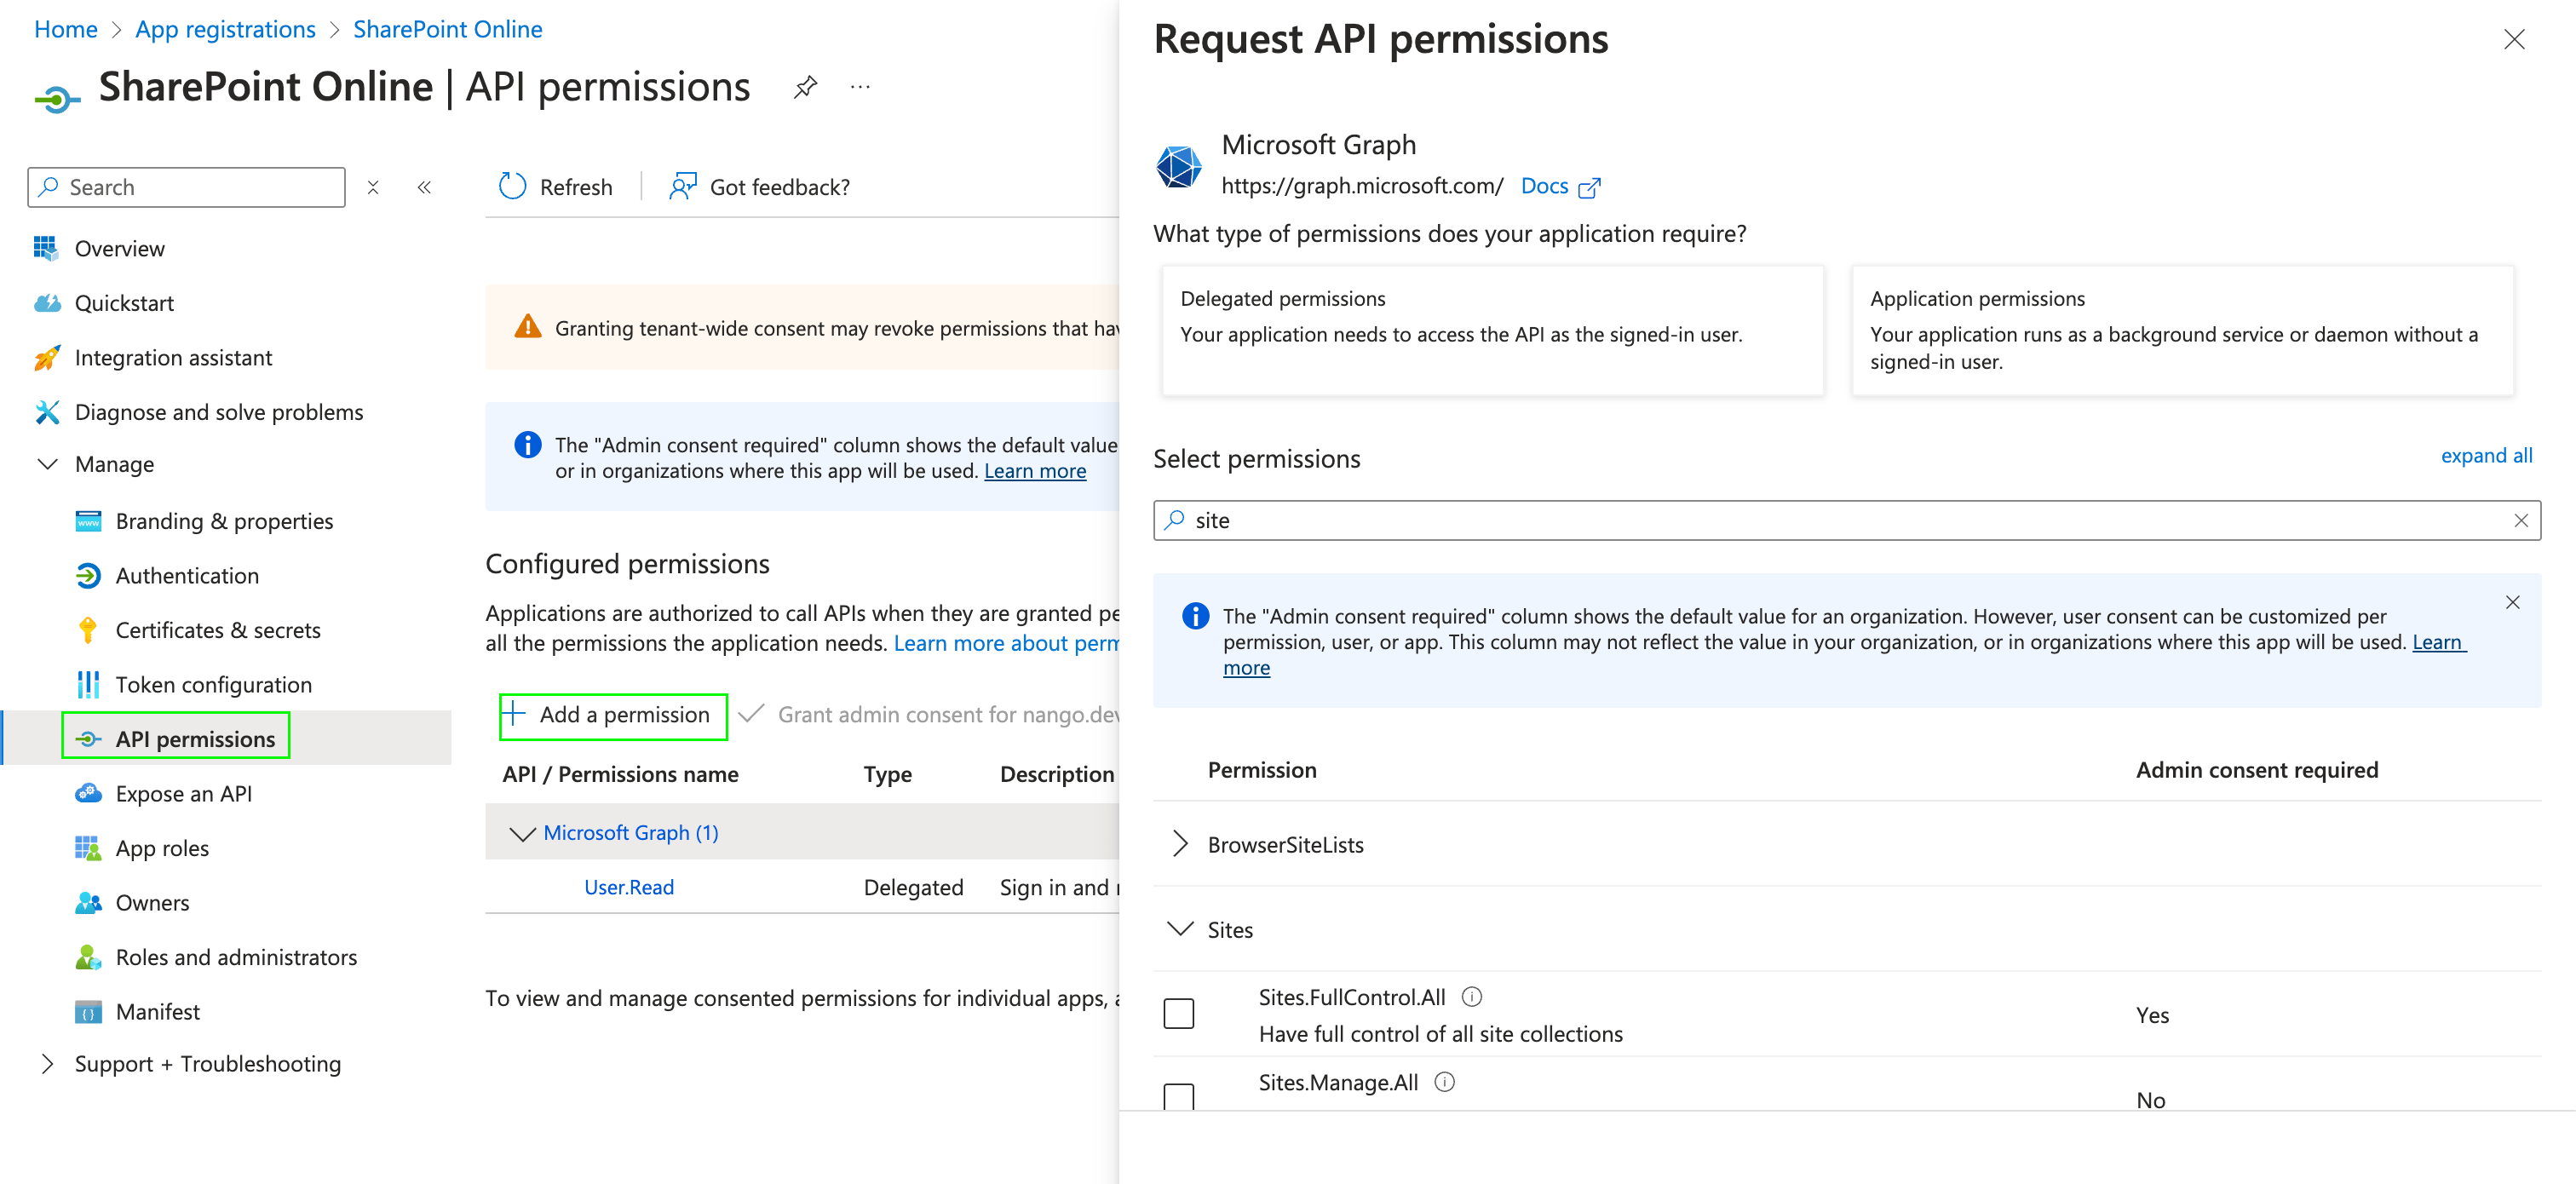 Home > App registrations > SharePoint Online
SharePoint Online | API permissions
Search
Overview
Quickstart
Integration assistant
Diagnose and solve problems
Manage
Branding & properties
Authentication
Certificates & secrets
Token configuration
API permissions
Expose an API
App roles
Owners
Roles and administrators
Manifest
Support + Troubleshooting
Refresh
Got feedback?
Granting tenant-wide consent may revoke permissions that hav
The "Admin consent required" column shows the default value
or in organizations where this app will be used. Learn more
Configured permissions
Applications are authorized to call APIs when they are granted pe
all the permissions the application needs. Learn more about perm
Add a permission
Grant admin consent for nango.dev
API / Permissions name Type Description
Microsoft Graph (1)
User.Read Delegated Sign in and r
To view and manage consented permissions for individual apps, a
Request API permissions
Microsoft Graph
https://graph.microsoft.com/ Docs
What type of permissions does your application require?
Delegated permissions
Your application needs to access the API as the signed-in user.
Application permissions
Your application runs as a background service or daemon without a
signed-in user.
Select permissions
expand all
site
The "Admin consent required" column shows the default value for an organization. However, user consent can be customized per
permission, user, or app. This column may not reflect the value in your organization, or in organizations where this app will be used. Learn
more
Permission Admin consent required
BrowserSiteLists
Sites
Sites.FullControl.All
Have full control of all site collections
Yes
Sites.Manage.All
No